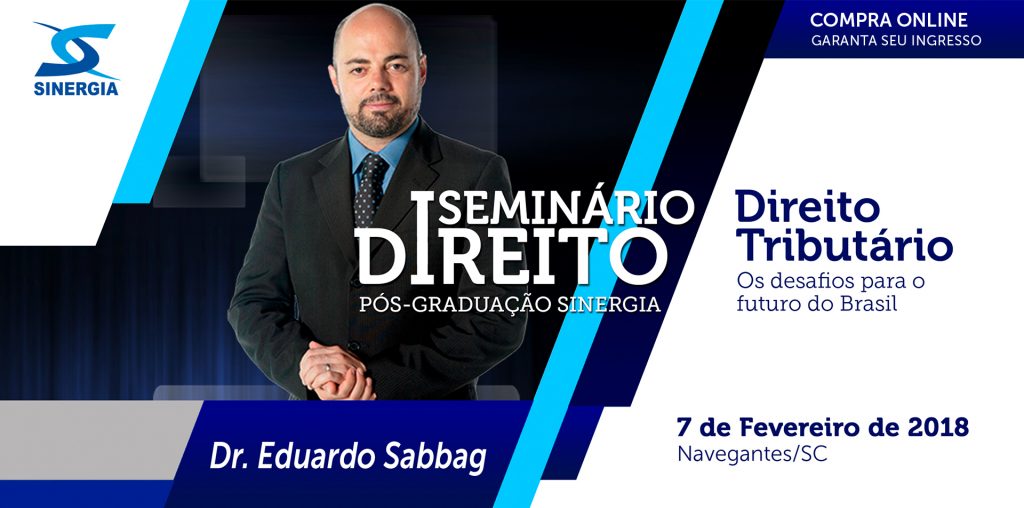 SINERGIA
COMPRA ONLINE
GARANTA SEU INGRESSO
I SEMINÁRIO
DIREITO
PÓS-GRADUAÇÃO SINERGIA
Direito
Tributário
Os desafios para o
futuro do Brasil
Dr. Eduardo Sabbag
7 de Fevereiro de 2018
Navegantes/SC